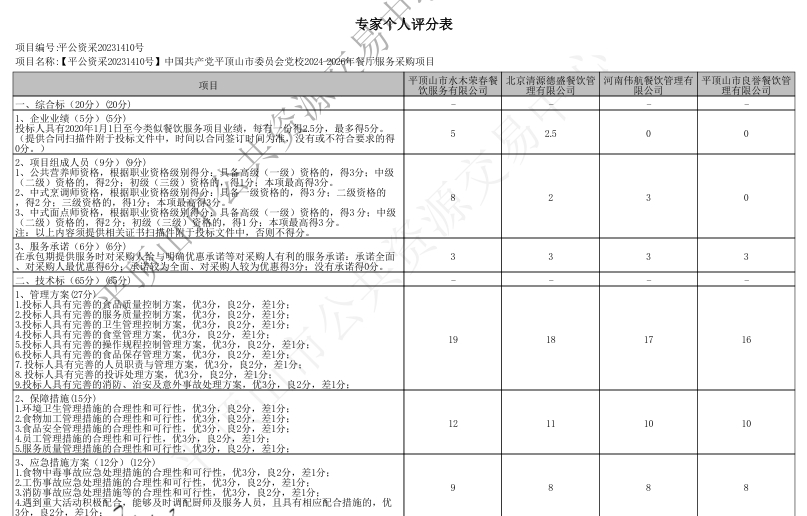 专家个人评分表
项目编号:平公资采20231410号
项目名称:【平公资采20231410号】中国共产党平顶山市委员会党校2024-2026年餐厅服务采购项目
项目 平顶山市水木荣春餐饮服务有限公司 北京清源德盛餐饮管理有限公司 河南伟航餐饮管理有限公司 平顶山市良誉餐饮管理有限公司
一、综合标（20分）(20分) － － － －
1、企业业绩（5分）(5分)
投标人具有2020年1月1日至今类似餐饮服务项目业绩，每有一份得2.5分，最多得5分。
（提供合同扫描件附于投标文件中，时间以合同签订时间为准，没有或不符合要求的得
0分。）
5 2.5 0 0
2、项目组成人员（9分）(9分)
1、公共营养师资格，根据职业资格级别得分：具备高级（一级）资格的，得3分；中级
（二级）资格的，得2分；初级（三级）资格的，得1分；本项最高得3分。
2、中式烹调师资格，根据职业资格级别得分：具备一级资格的，得3 分；二级资格的
，得2 分；三级资格的，得1分；本项最高得3分。
3、中式面点师资格，根据职业资格级别得分：具备高级（一级）资格的，得3 分；中级
（二级）资格的，得2 分；初级（三级）资格的，得1 分；本项最高得3 分。
注：以上内容须提供相关证书扫描件附于投标文件中，否则不得分。
8 2 3 0
3、服务承诺（6分）(6分)
在承包期提供服务时对采购人给与明确优惠承诺等对采购人有利的服务承诺：承诺全面
、对采购人最优惠得6分；承诺较为全面、对采购人较为优惠得3分；没有承诺得0分。
3 3 3 3
二、技术标（65分）(65分) － － － －
1、管理方案(27分)
1.投标人具有完善的食品质量控制方案，优3分，良2分，差1分；
2.投标人具有完善的服务质量控制方案，优3分，良2分，差1分；
3.投标人具有完善的卫生管理控制方案，优3分，良2分，差1分；
4.投标人具有完善的食堂管理方案，优3分，良2分，差1分；
5.投标人具有完善的操作规程控制管理方案，优3分，良2分，差1分；
6.投标人具有完善的食品保存管理方案，优3分，良2分，差1分；
7.投标人具有完善的人员职责与管理方案，优3分，良2分，差1分；
8.投标人具有完善的投诉处理方案，优3分，良2分，差1分；
9.投标人具有完善的消防、治安及意外事故处理方案，优3分，良2分，差1分；
19 18 17 16
2、保障措施(15分)
1.环境卫生管理措施的合理性和可行性，优3分，良2分，差1分；
2.食物加工管理措施的合理性和可行性，优3分，良2分，差1分；
3.食品安全管理措施的合理性和可行性，优3分，良2分，差1分；
4.员工管理措施的合理性和可行性，优3分，良2分，差1分；
5.服务质量管理措施的合理性和可行性，优3分，良2分，差1分；
12 11 10 10
3、应急措施方案（12分）(12分)
1.食物中毒事故应急处理措施的合理性和可行性，优3分，良2分，差1分；
2.工伤事故应急处理措施的合理性和可行性，优3分，良2分，差1分；
3.消防事故应急处理措施等的合理性和可行性，优3分，良2分，差1分；
4.遇到重大活动积极配合，能够及时调配厨师及服务人员，且具有相应配合措施的，优
3分，良2分，差1分；
9 8 8 8
平顶山市公共资源交易中心
平顶山市公共资源交易中心